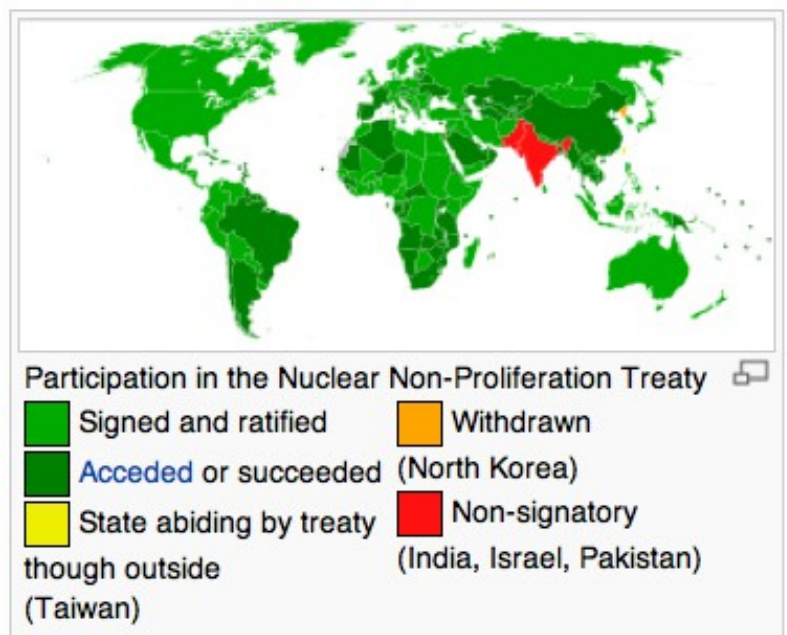 Participation in the Nuclear Non-Proliferation Treaty
Signed and ratified
Acceded or succeeded
State abiding by treaty
though outside
(Taiwan)
Withdrawn
(North Korea)
Non-signatory
(India, Israel, Pakistan)